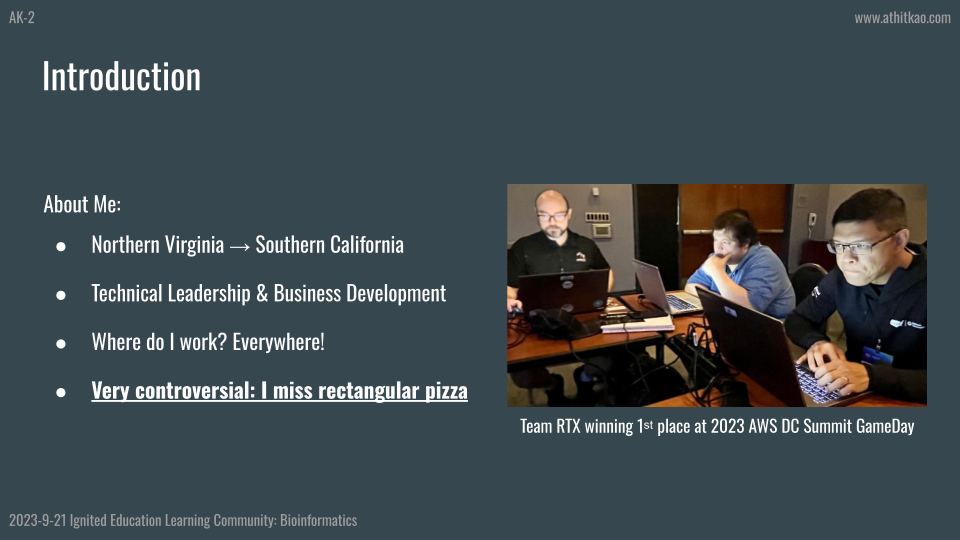 AK-2
www.athitkao.com
Introduction
About Me:
● Northern Virginia → Southern California
● Technical Leadership & Business Development
● Where do I work? Everywhere!
● Very controversial: I miss rectangular pizza
Team RTX winning 1st place at 2023 AWS DC Summit GameDay
2023-9-21 Ignited Education Learning Community: Bioinformatics